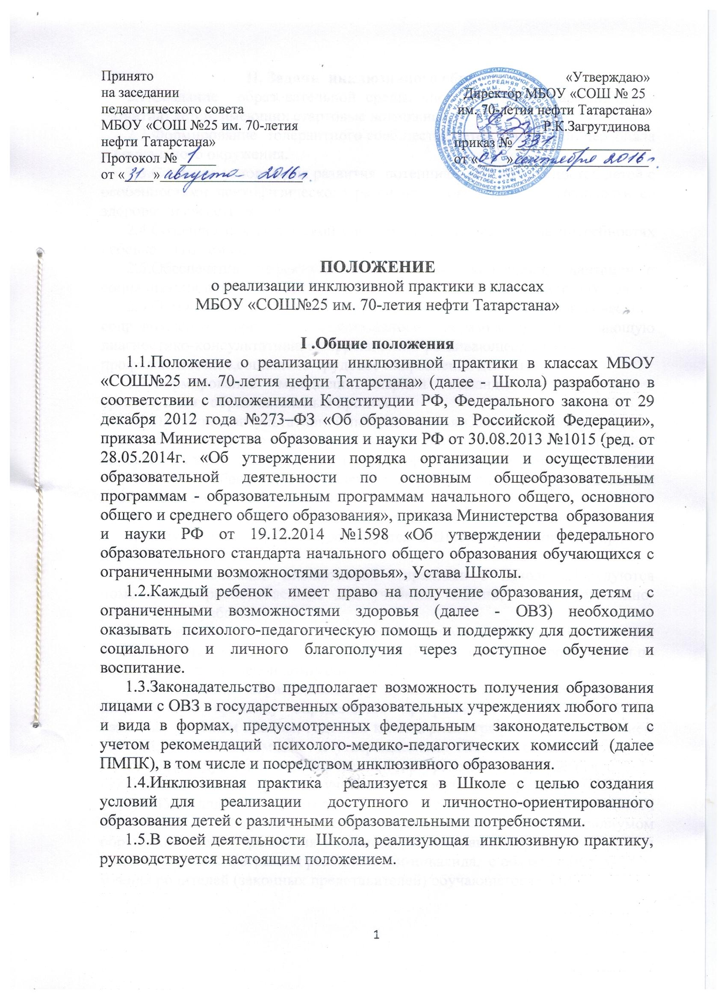 Принято
на заседании
педагогического совета
МБОУ «СОШ №25 им. 70-летия
нефти Татарстана»
Протокол № 1
от «31» августа 2016г.
«Утверждаю»
Директор МБОУ «СОШ № 25
им. 70-летия нефти Татарстана»
Р.К.Загрутдинова
приказ № 331
от «01» сентября 2016г.
ПОЛОЖЕНИЕ
о реализации инклюзивной практики в классах
МБОУ «СОШ№25 им. 70-летия нефти Татарстана»
I .Общие положения
1.1.Положение о реализации инклюзивной практики в классах МБОУ
«СОШ№25 им. 70-летия нефти Татарстана» (далее - Школа) разработано в
соответствии с положениями Конституции РФ, Федерального закона от 29
декабря 2012 года №273–ФЗ «Об образовании в Российской Федерации»,
приказа Министерства образования и науки РФ от 30.08.2013 №1015 (ред. от
28.05.2014г. «Об утверждении порядка организации и осуществлении
образовательной деятельности по основным общеобразовательным
программам - образовательным программам начального общего, основного
общего и среднего общего образования», приказа Министерства образования
и науки РФ от 19.12.2014 №1598 «Об утверждении федерального
образовательного стандарта начального общего образования обучающихся с
ограниченными возможностями здоровья», Устава Школы.
1.2.Каждый ребенок имеет право на получение образования, детям с
ограниченными возможностями здоровья (далее - ОВЗ) необходимо
оказывать психолого-педагогическую помощь и поддержку для достижения
социального и личного благополучия через доступное обучение и
воспитание.
1.3.Законадательство предполагает возможность получения образования
лицами с ОВЗ в государственных образовательных учреждениях любого типа
и вида в формах, предусмотренных федеральным законодательством с
учетом рекомендаций психолого-медико-педагогических комиссий (далее
ПМПК), в том числе и посредством инклюзивного образования.
1.4.Инклюзивная практика реализуется в Школе с целью создания
условий для реализации доступного и личностно-ориентированного
образования детей с различными образовательными потребностями.
1.5.В своей деятельности Школа, реализующая инклюзивную практику,
руководствуется настоящим положением.
1